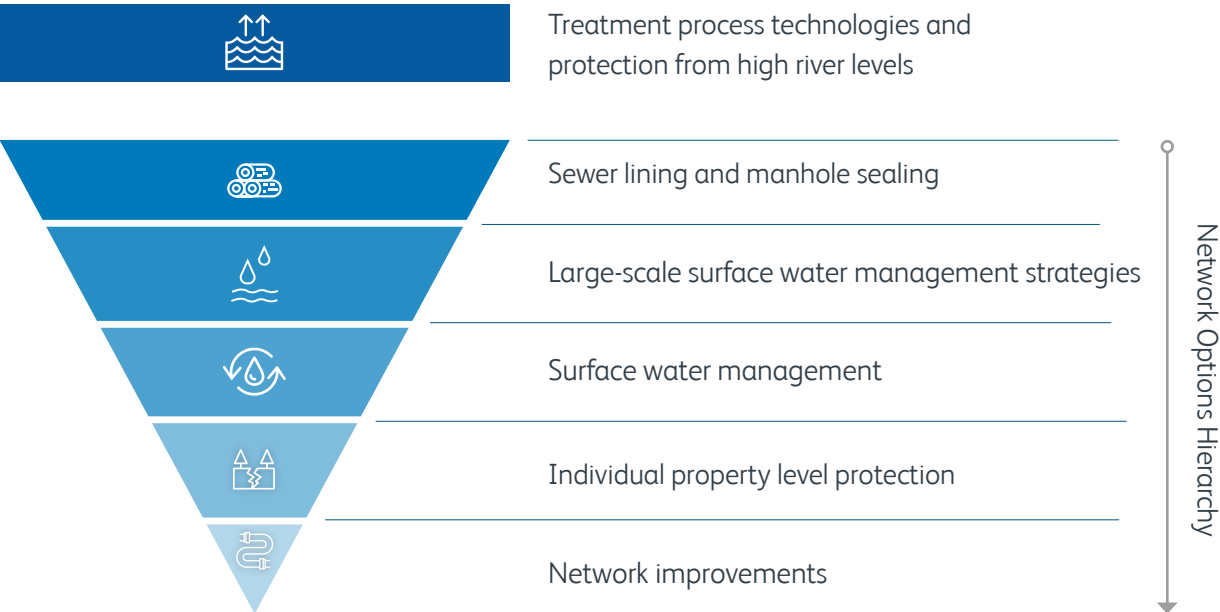 Treatment process technologies and
protection from high river levels
Sewer lining and manhole sealing
Large-scale surface water management strategies
Surface water management
Individual property level protection
Network improvements
Network Options Hierarchy